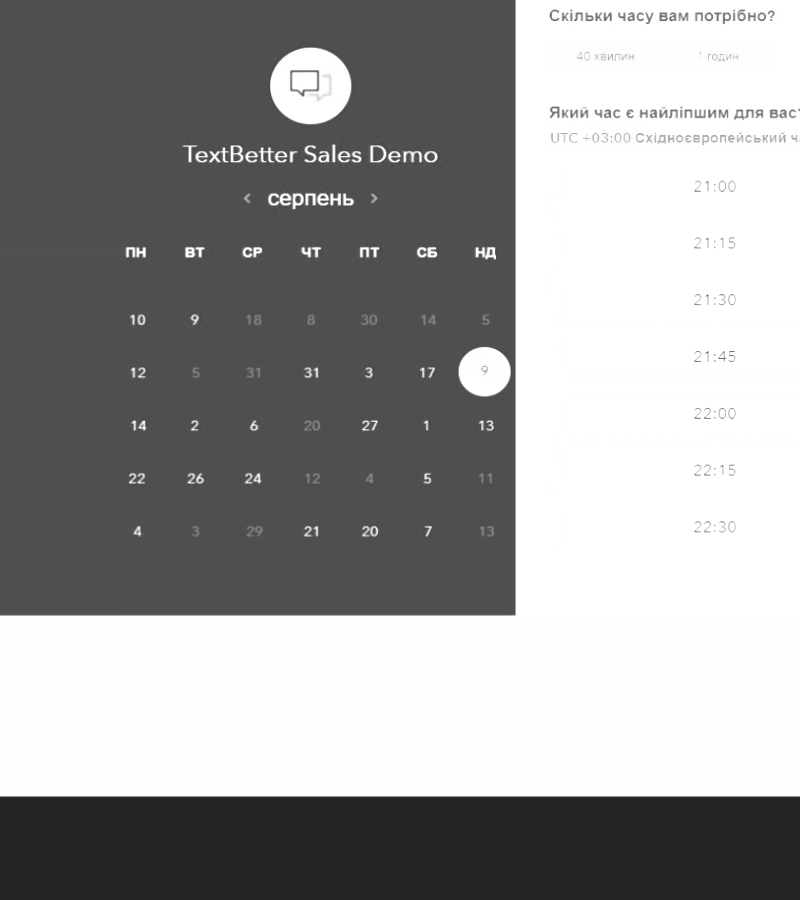 TextBetter Sales Demo
серпень
ПН ВТ СР ЧТ ПТ СБ НД
10 9 18 8 30 14 5
12 5 31 31 3 17 9
14 2 6 20 27 1 13
22 26 24 12 4 5 11
4 3 29 21 20 7 13
Скільки часу вам потрібно?
40 хвилин 1 годин
Який час є найліпшим для вас?
UTC +03:00 Східноєвропейський ч
21:00
21:15
21:30
21:45
22:00
22:15
22:30